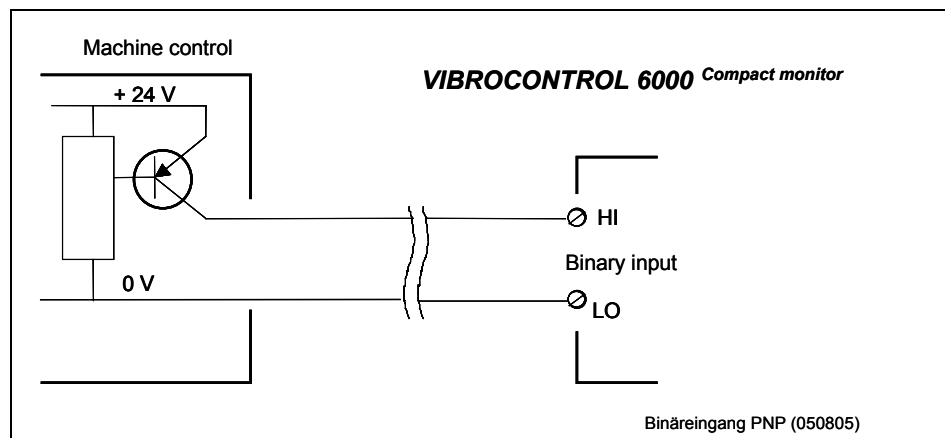 Machine control
VIBROCONTROL 6000 Compact monitor
+ 24 V
HI
Binary input
0 V
LO
Binäreingang PNP (050805)